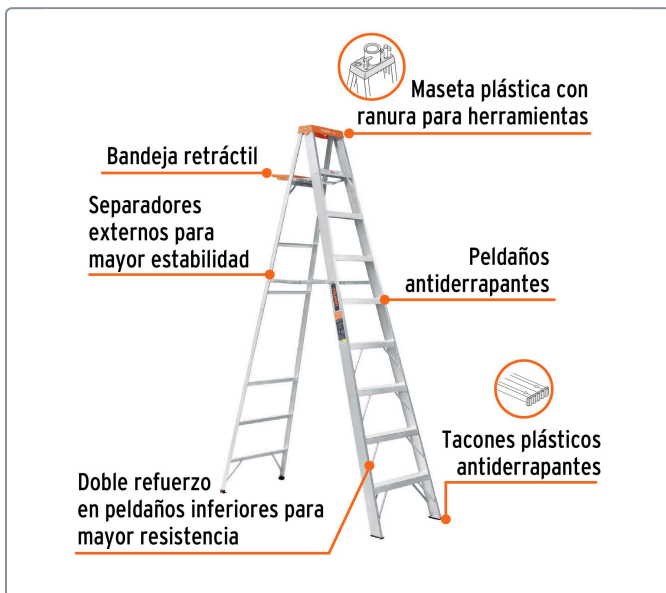 Maseta plástica con
ranura para herramientas
Bandeja retráctil
Separadores
externos para
mayor estabilidad
Peldaños
antiderrapantes
Tacones plásticos
antiderrapantes
Doble refuerzo
en peldaños inferiores para
mayor resistencia